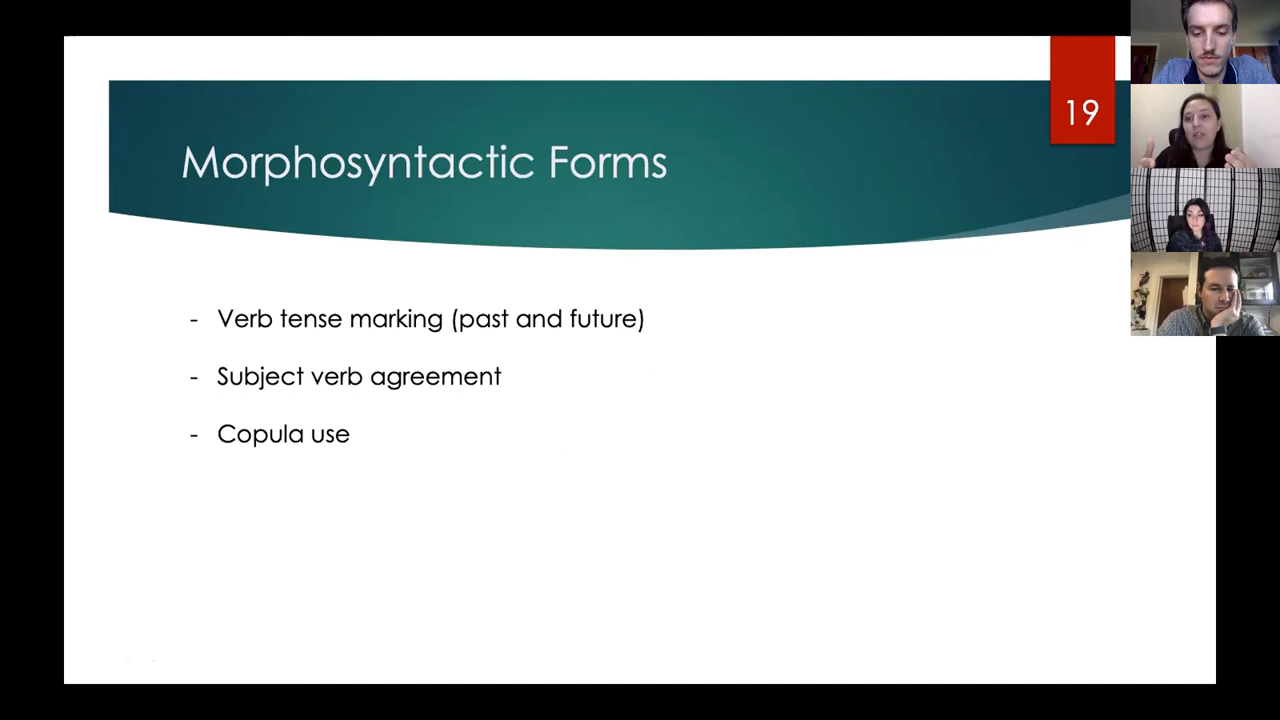 19
Morphosyntactic Forms
- Verb tense marking (past and future)
- Subject verb agreement
- Copula use